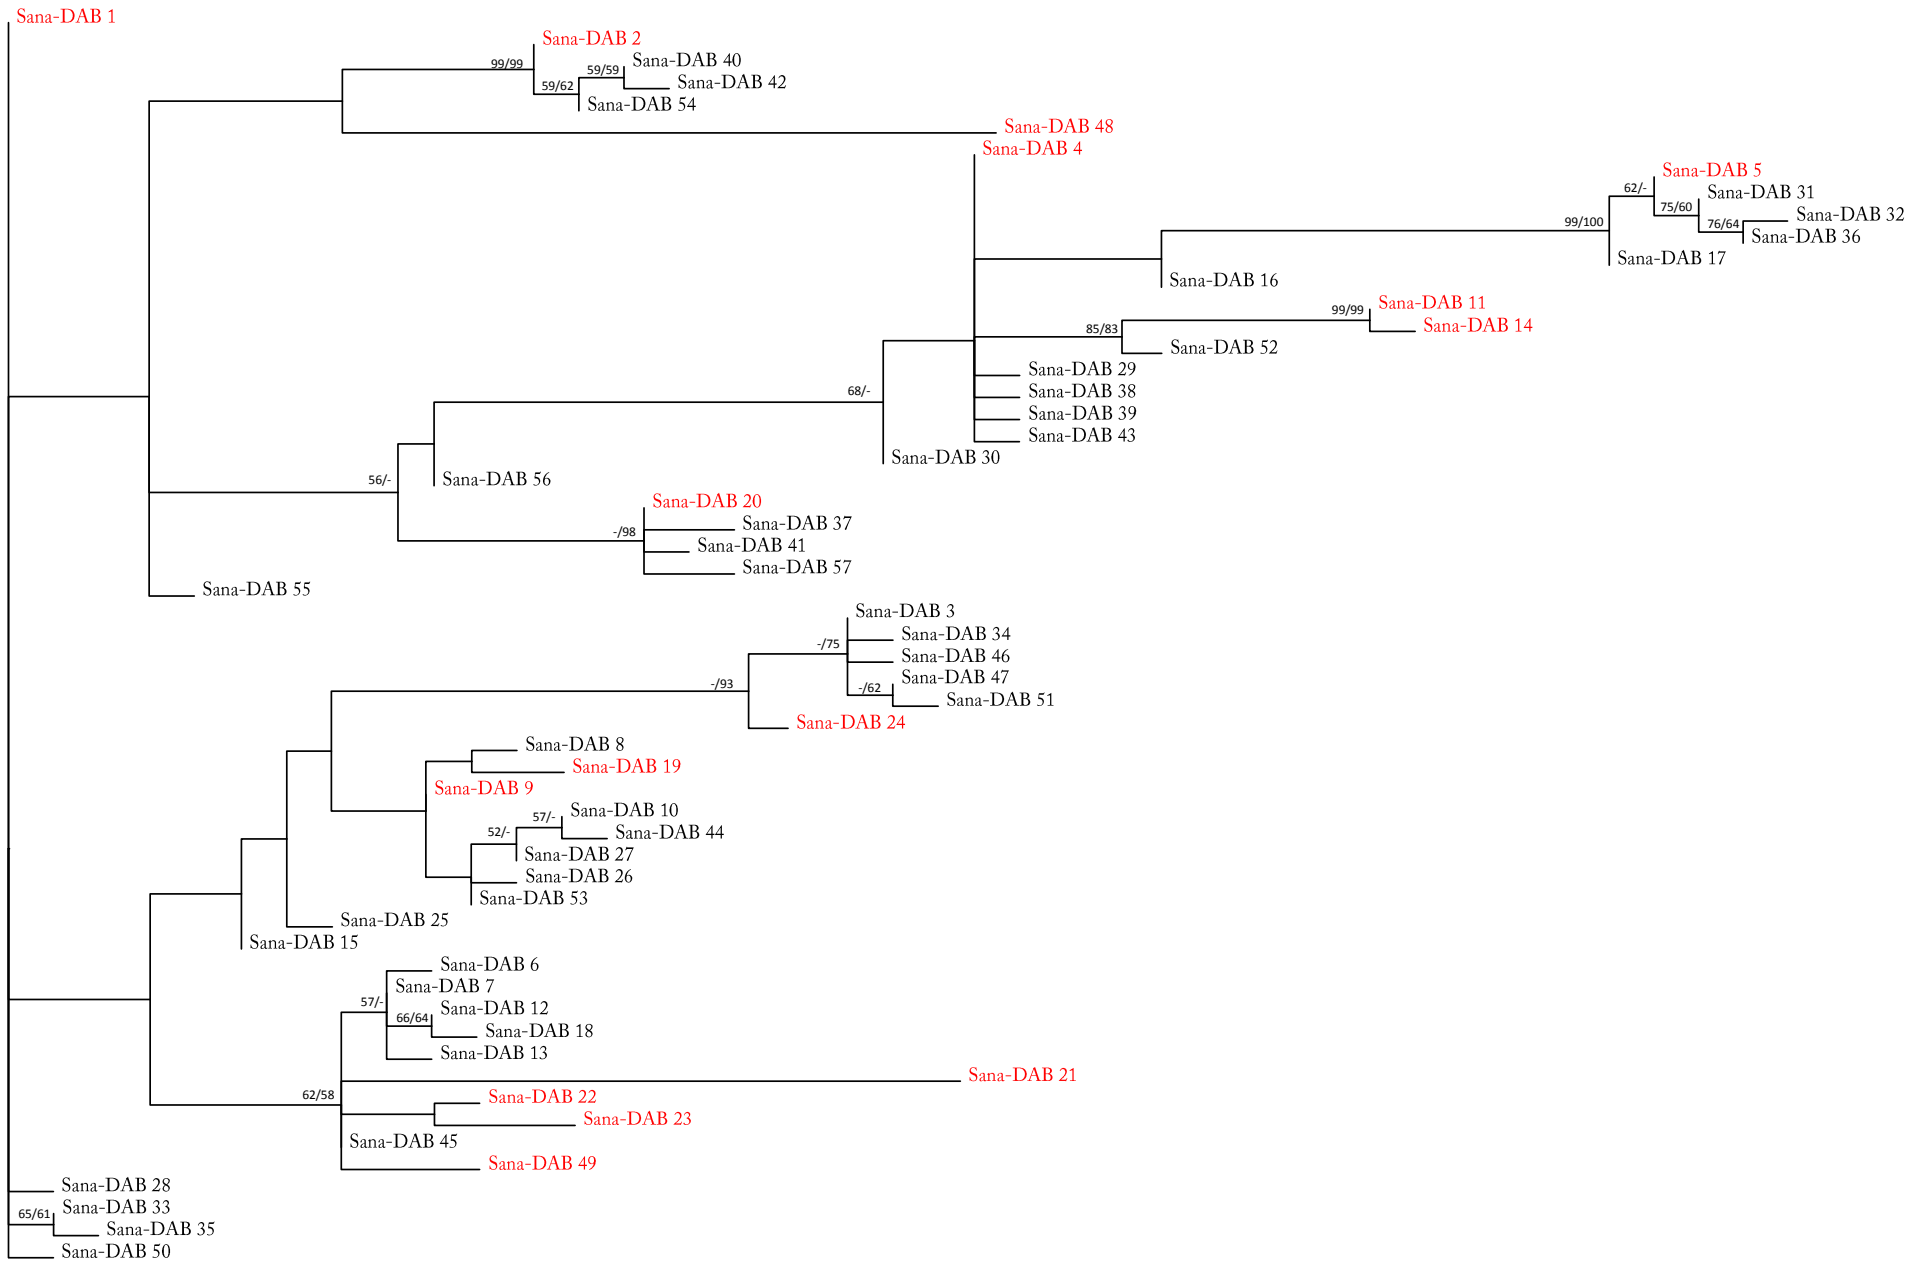 Sana-DAB 1
Sana-DAB 2
99/99
Sana-DAB 40
59/59
59/62
Sana-DAB 42
Sana-DAB 54
Sana-DAB 48
Sana-DAB 4
Sana-DAB 5
62/-
Sana-DAB 31
75/60
Sana-DAB 32
99/100
76/64
Sana-DAB 36
Sana-DAB 17
Sana-DAB 16
Sana-DAB 11
99/99
Sana-DAB 14
85/83
Sana-DAB 52
Sana-DAB 29
Sana-DAB 38
68/-
Sana-DAB 39
Sana-DAB 43
Sana-DAB 30
56/-
Sana-DAB 56
Sana-DAB 20
Sana-DAB 37
-/98
Sana-DAB 41
Sana-DAB 57
Sana-DAB 55
Sana-DAB 3
Sana-DAB 34
-/75
Sana-DAB 46
Sana-DAB 47
-/93
-/62
Sana-DAB 51
Sana-DAB 24
Sana-DAB 8
Sana-DAB 19
Sana-DAB 9
Sana-DAB 10
57/-
52/-
Sana-DAB 44
Sana-DAB 27
Sana-DAB 26
Sana-DAB 53
Sana-DAB 25
Sana-DAB 15
Sana-DAB 6
Sana-DAB 7
57/-
Sana-DAB 12
66/64
Sana-DAB 18
Sana-DAB 13
Sana-DAB 21
62/58
Sana-DAB 22
Sana-DAB 23
Sana-DAB 45
Sana-DAB 49
Sana-DAB 28
Sana-DAB 33
65/61
Sana-DAB 35
Sana-DAB 50